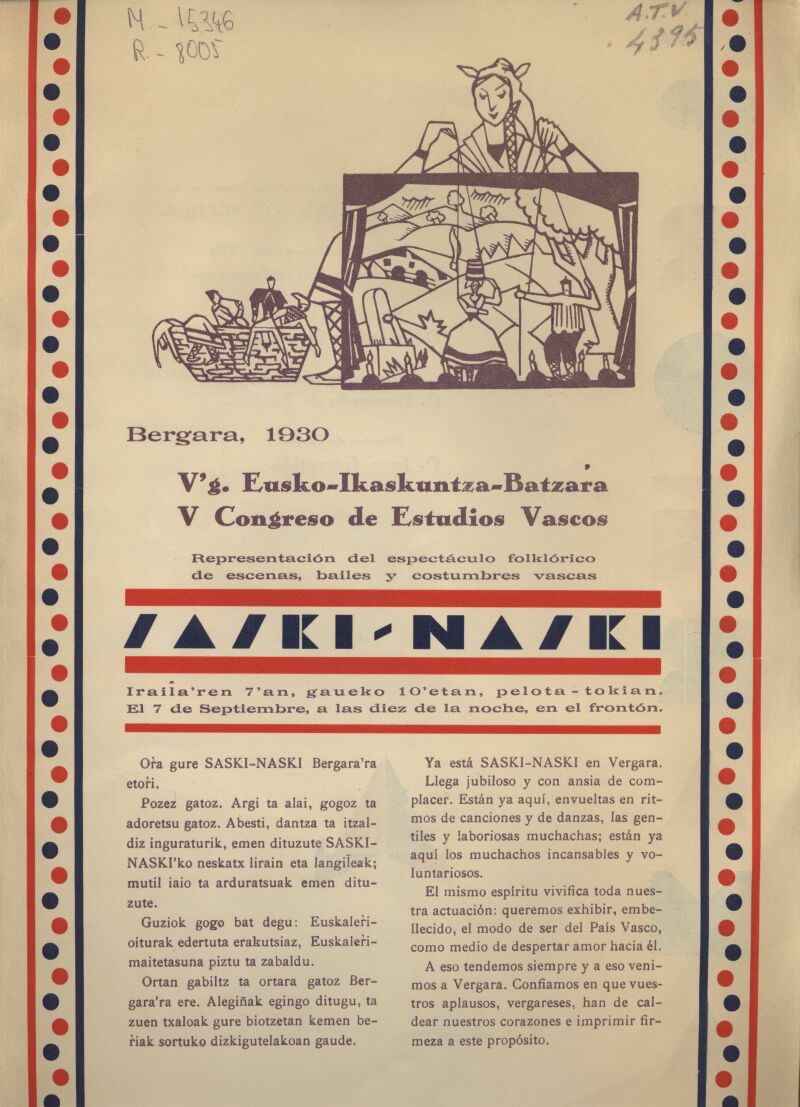 M. - 15346
R. - 8005
A.T.V.
4395
Bergara, 1930
V'g. Eusko-Ikaskuntza-Batzaŕa
V Congreso de Estudios Vascos
Representación del espectáculo folklórico
de escenas, bailes y costumbres vascas
SASKI-NASKI
Iraiĺa'ren 7'an, gaueko 10'etan, pelota-tokian.
El 7 de Septiembre, a las diez de la noche, en el frontón.
Oŕa gure SASKI-NASKI Bergara'ra
etoŕi.
Pozez gatoz. Argi ta alai, gogoz ta
adoretsu gatoz. Abesti, dantza ta itzal-
diz inguraturik, emen dituzute SASKI-
NASKI'ko neskatx lirain eta langiĺeak;
mutil iaio ta arduratsuak emen ditu-
zute.
Guziok gogo bat degu: Euskaleŕi-
oiturak edertuta erakutsiaz, Euskaleŕi-
maitetasuna piztu ta zabaldu.
Ortan gabiltz ta ortara gatoz Ber-
gara'ra ere. Alegiñak egingo ditugu, ta
zuen txaloak gure biotzetan kemen be-
ŕiak sortuko dizkigutelakoan gaude.
Ya está SASKI-NASKI en Vergara.
Llega jubiloso y con ansia de com-
placer. Están ya aquí, envueltas en rit-
mos de canciones y de danzas, las gen-
tiles y laboriosas muchachas; están ya
aquí los muchachos incansables y vo-
luntariosos.
El mismo espíritu vivifica toda nues-
tra actuación: queremos exhibir, embe-
llecido, el modo de ser del País Vasco,
como medio de despertar amor hacia él.
A eso tendemos siempre y a eso veni-
mos a Vergara. Confiamos en que vues-
tros aplausos, vergareses, han de cal-
dear nuestros corazones e imprimir fir-
meza a este propósito.